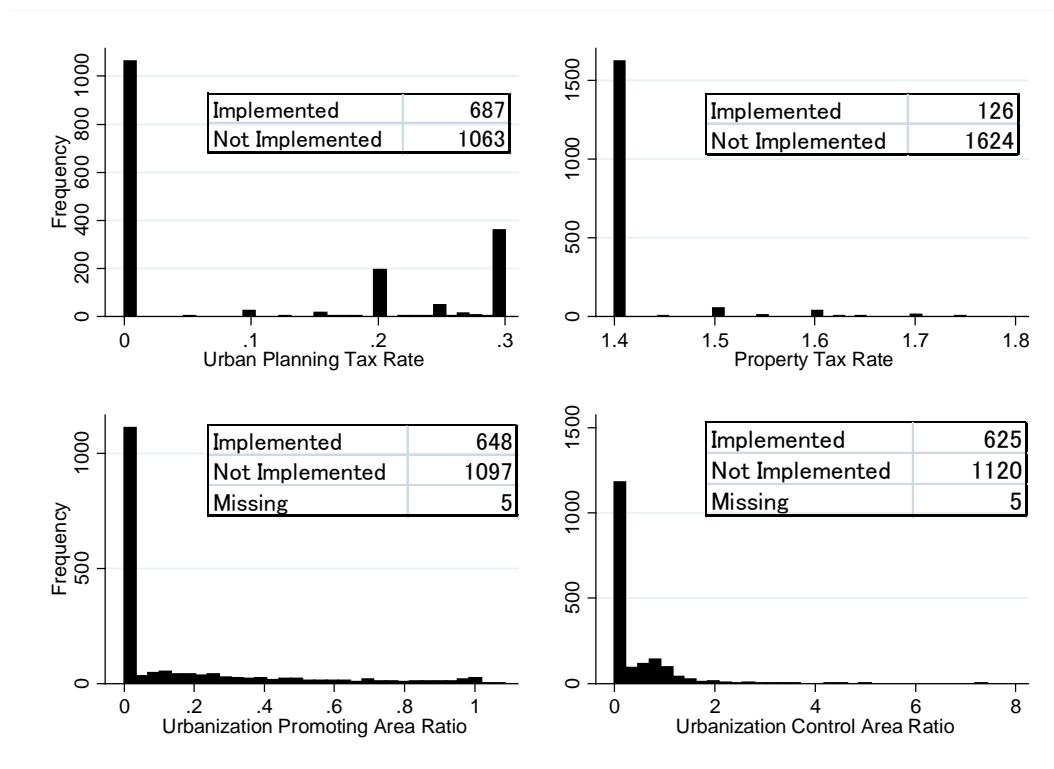 Frequency
0 200 400 600 800 1000
Implemented 687
Not Implemented 1063
0 .1 .2 .3
Urban Planning Tax Rate
0 500 1000 1500
Implemented 126
Not Implemented 1624
1.4 1.5 1.6 1.7 1.8
Property Tax Rate
Frequency
0 500 1000
Implemented 648
Not Implemented 1097
Missing 5
0 .2 .4 .6 .8 1
Urbanization Promoting Area Ratio
0 500 1000 1500
Implemented 625
Not Implemented 1120
Missing 5
0 2 4 6 8
Urbanization Control Area Ratio